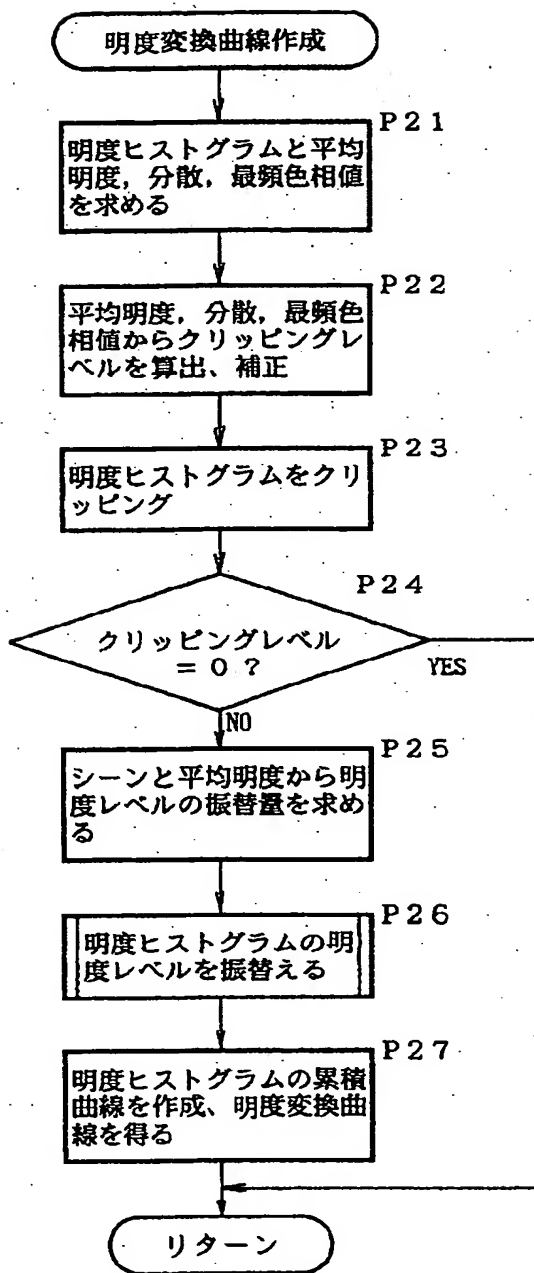 明度変換曲線作成
P21
明度ヒストグラムと平均
明度，分散，最頻色相値
を求める
P22
平均明度，分散，最頻色
相値からクリッピングレ
ベルを算出、補正
P23
明度ヒストグラムをクリ
ッピング
P24
クリッピングレベル
= 0 ?
YES
NO
P25
シーンと平均明度から明
度レベルの振替量を求め
る
P26
明度ヒストグラムの明
度レベルを振替える
P27
明度ヒストグラムの累積
曲線を作成、明度変換曲
線を得る
リターン